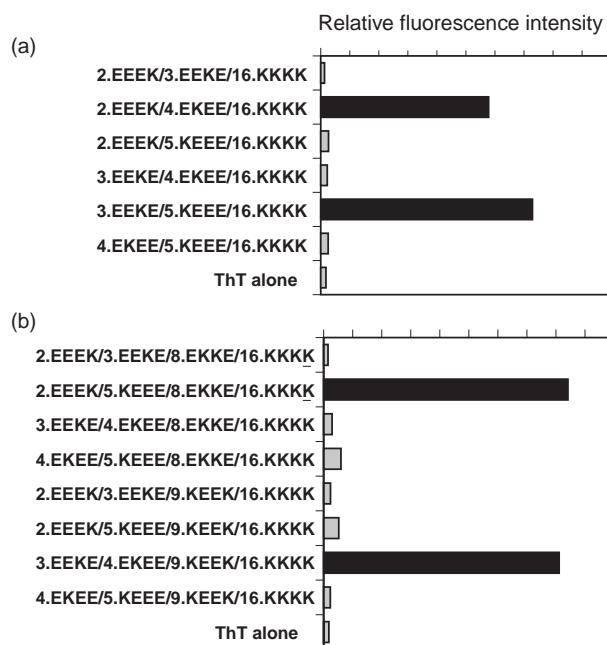 Relative fluorescence intensity
(a)
2.EEEK/3.EEKE/16.KKKK
2.EEEK/4.EKEE/16.KKKK
2.EEEK/5.KEEE/16.KKKK
3.EEKE/4.EKEE/16.KKKK
3.EEKE/5.KEEE/16.KKKK
4.EKEE/5.KEEE/16.KKKK
ThT alone
(b)
2.EEEK/3.EEKE/8.EKKE/16.KKKK
2.EEEK/5.KEEE/8.EKKE/16.KKKK
3.EEKE/4.EKEE/8.EKKE/16.KKKK
4.EKEE/5.KEEE/8.EKKE/16.KKKK
2.EEEK/3.EEKE/9.KEEK/16.KKKK
2.EEEK/5.KEEE/9.KEEK/16.KKKK
3.EEKE/4.EKEE/9.KEEK/16.KKKK
4.EKEE/5.KEEE/9.KEEK/16.KKKK
ThT alone